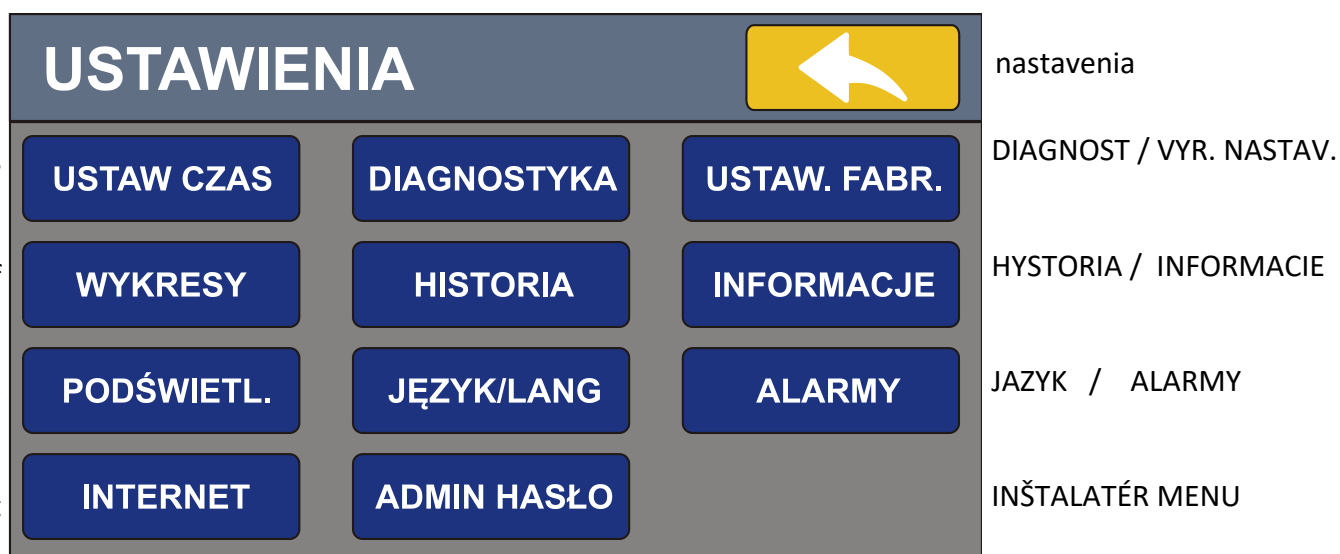 USTAWIENIA nastavenia
USTAW CZAS DIAGNOSTYKA USTAW. FABR. DIAGNOST / VYR. NASTAV.
WYKRESY HISTORIA INFORMACJE HYSTORIA / INFORMACIE
PODŚWIETL. JĘZYK/LANG ALARMY JAZYK / ALARMY
INTERNET ADMIN HASŁO INŠTALATÉR MENU